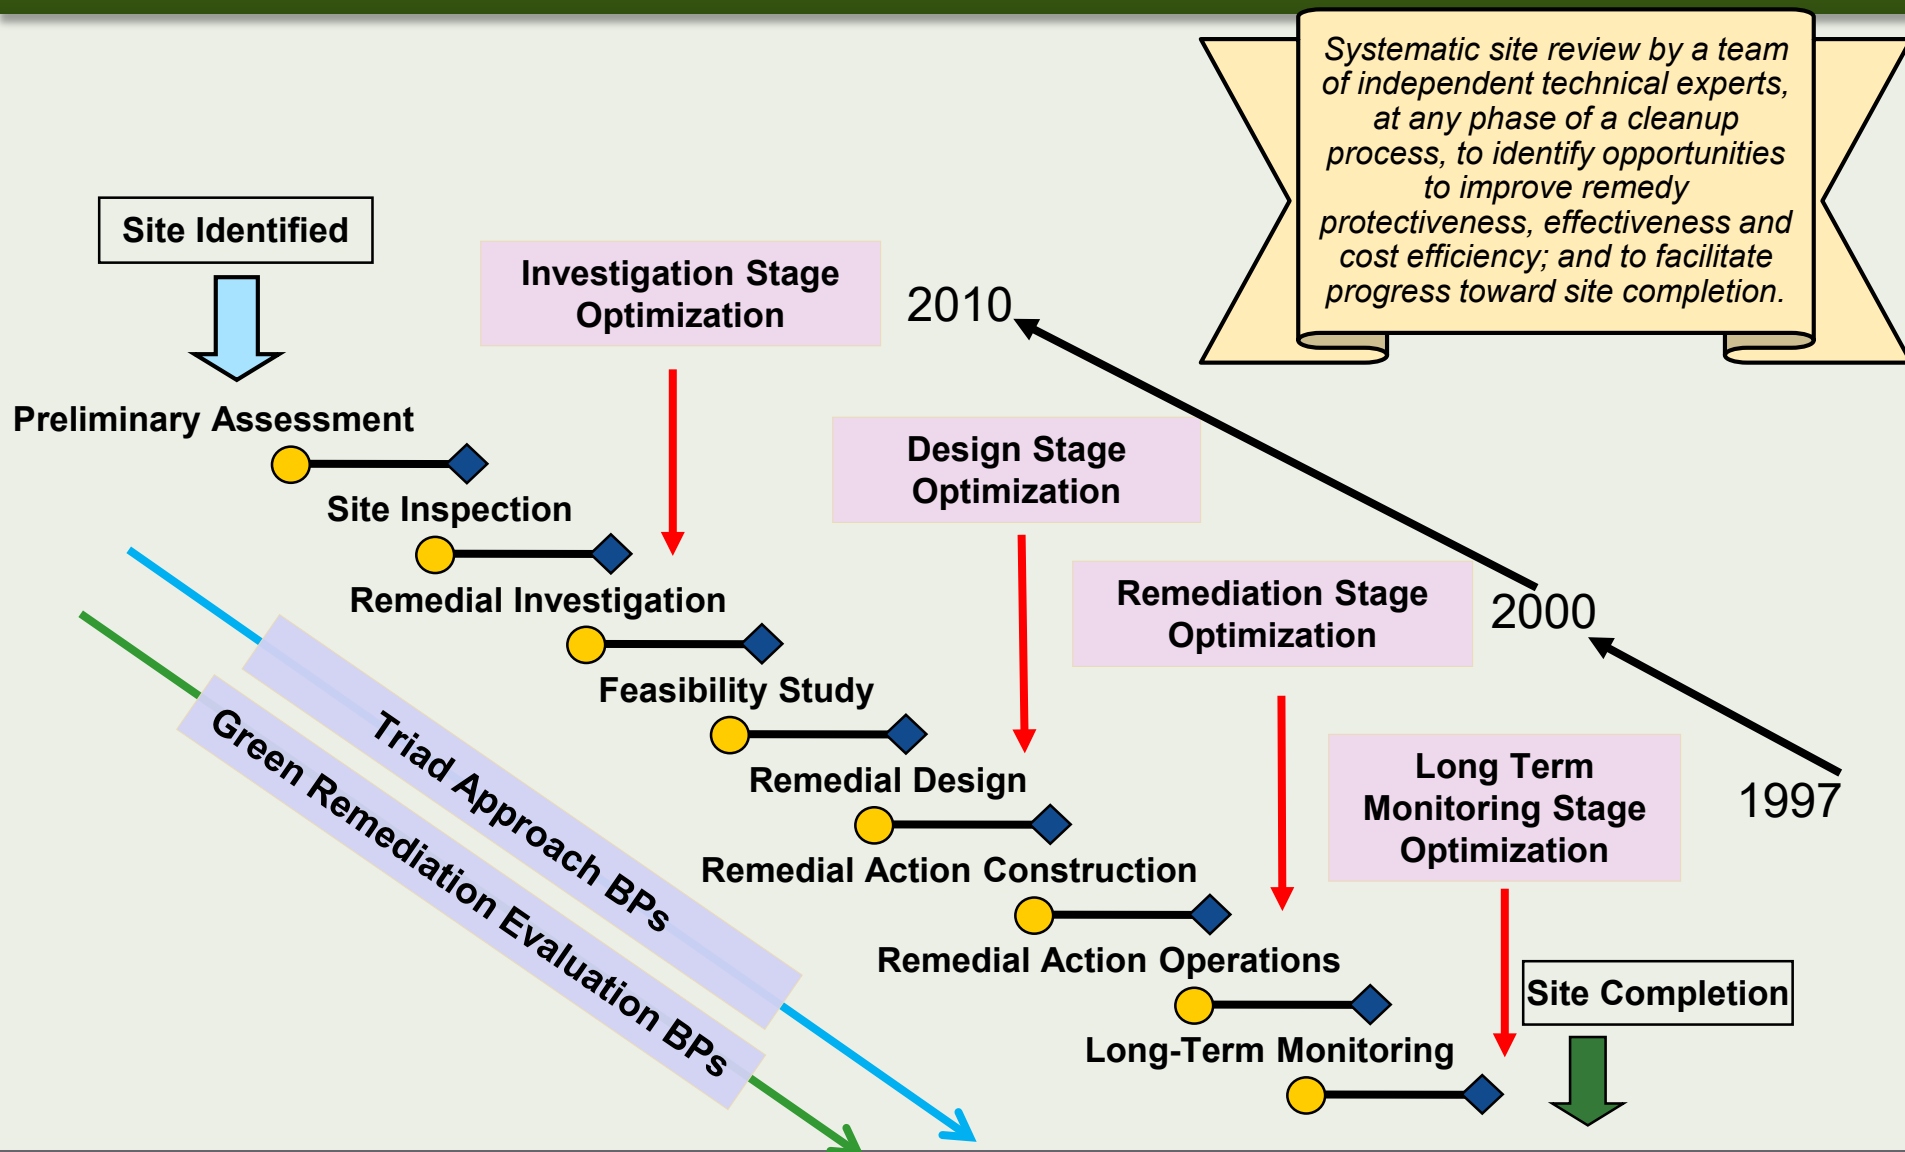 Systematic site review by a team
of independent technical experts,
at any phase of a cleanup
process, to identify opportunities
to improve remedy
protectiveness, effectiveness and
cost efficiency; and to facilitate
progress toward site completion.
Site Identified
Investigation Stage
Optimization
2010
Preliminary Assessment
Design Stage
Optimization
Site Inspection
Remediation Stage
Optimization
2000
Remedial Investigation
Feasibility Study
Triad Approach BPs
Green Remediation Evaluation BPs
Remedial Design
Long Term
Monitoring Stage
Optimization
1997
Remedial Action Construction
Remedial Action Operations
Site Completion
Long-Term Monitoring